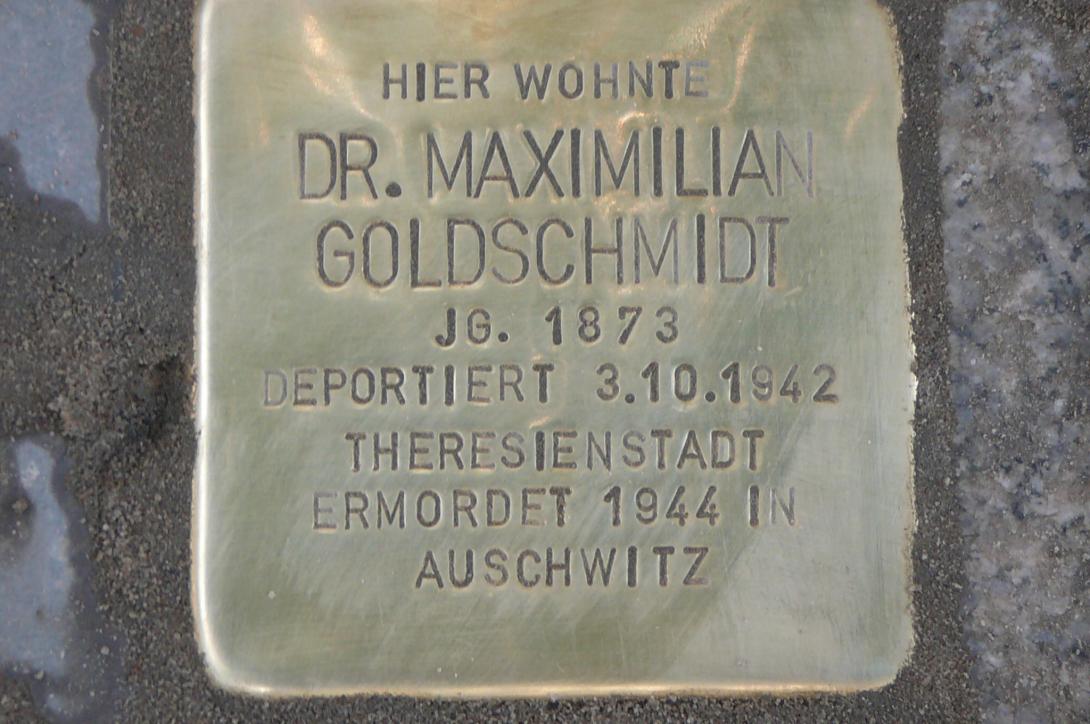 HIER WOHNTE
DR. MAXIMILIAN
GOLDSCHMIDT
JG. 1873
DEPORTIERT 3.10.1942
THERESIENSTADT
ERMORDET 1944 IN
AUSCHWITZ